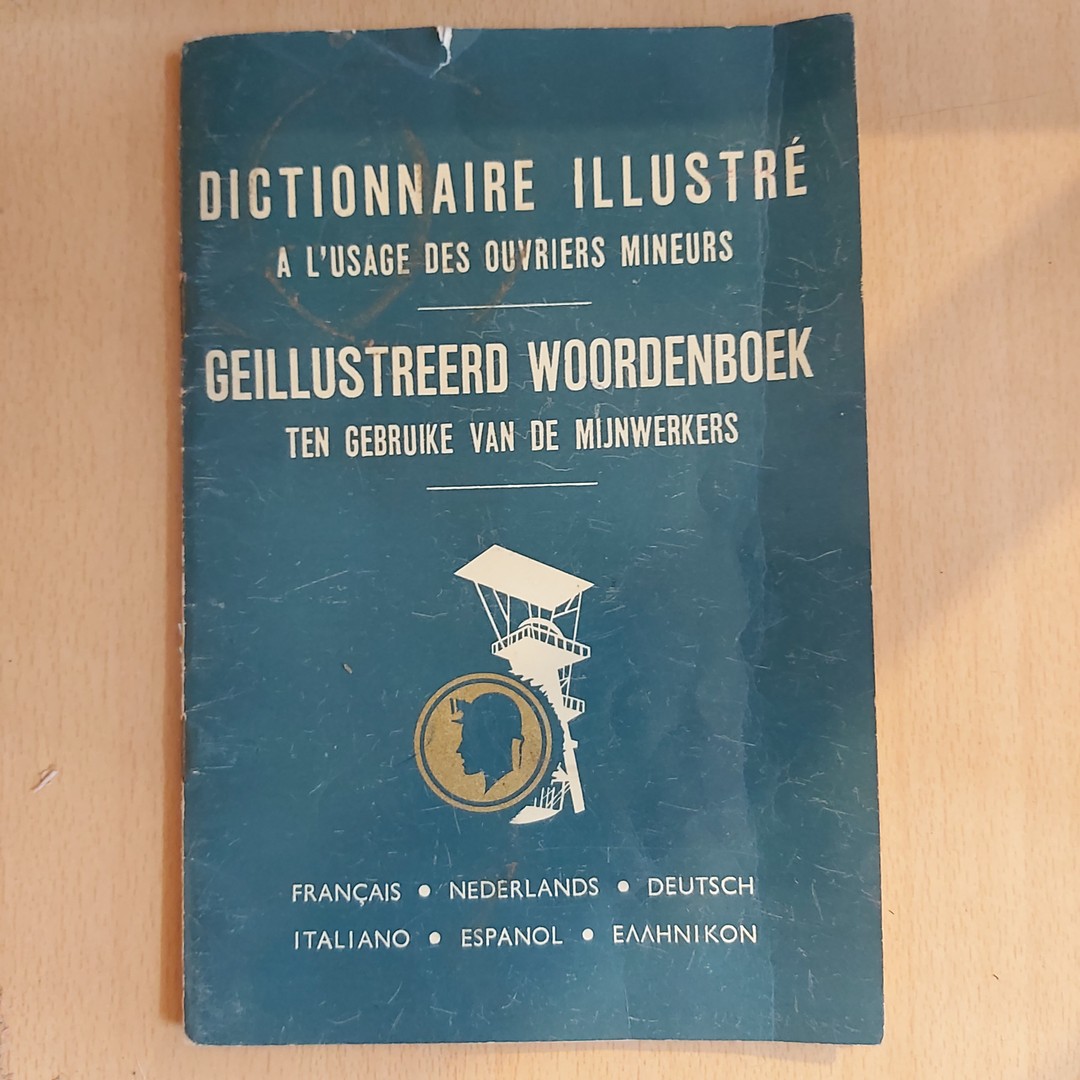 DICTIONNAIRE ILLUSTRÉ
A L'USAGE DES OUVRIERS MINEURS
GEILLUSTREERD WOORDENBOEK
TEN GEBRUIKE VAN DE MIJNWERKERS
FRANÇAIS • NEDERLANDS • DEUTSCH
ITALIANO • ESPANOL • ΕΛΛΗΝΙΚΟΝ